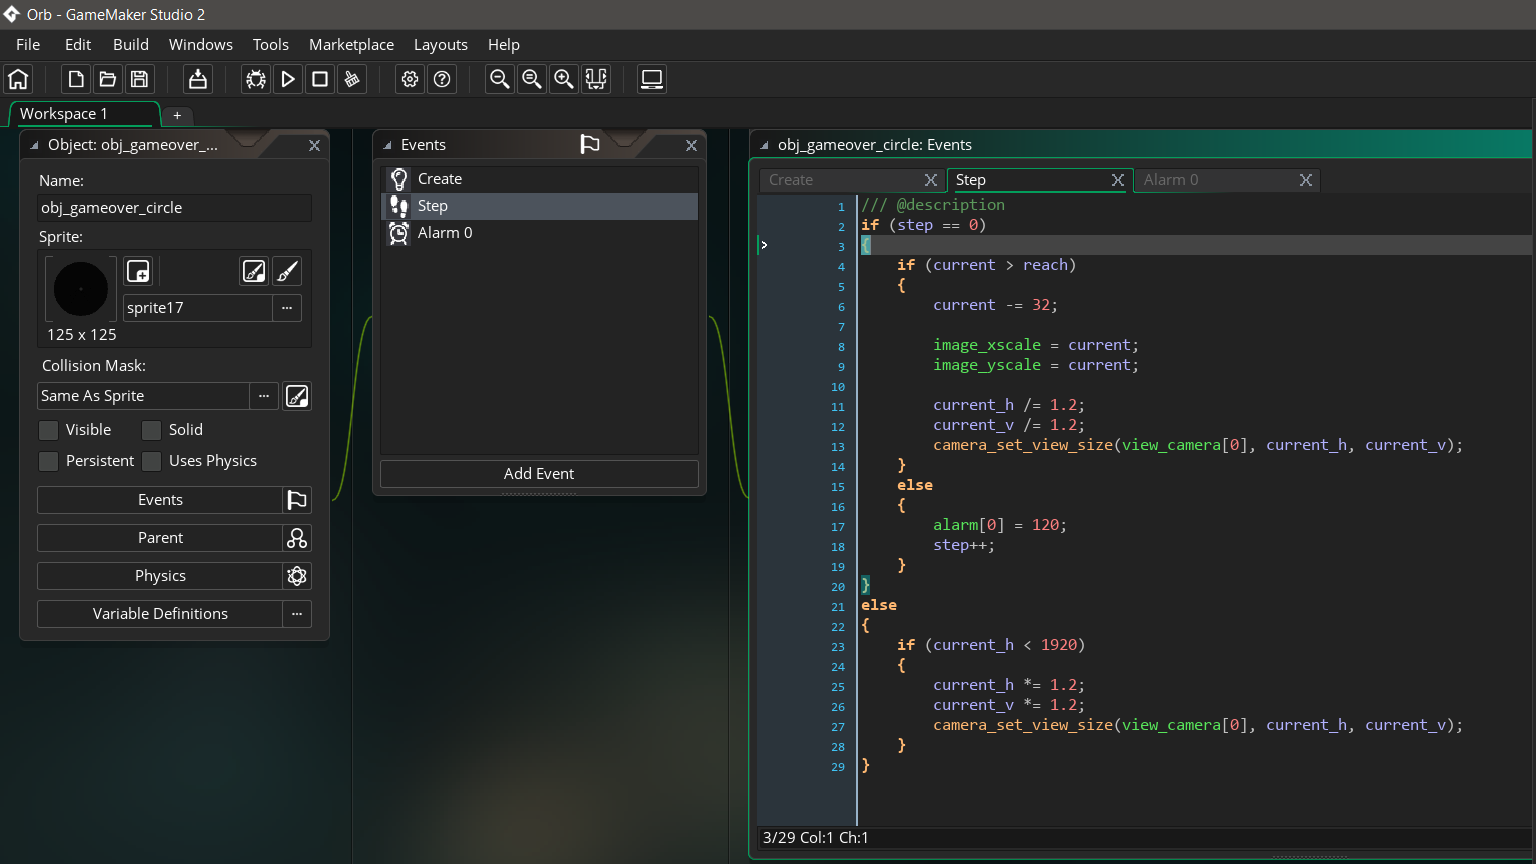 Orb - GameMaker Studio 2
File Edit Build Windows Tools Marketplace Layouts Help
Workspace 1 +
Object: obj_gameover_...
Name:
obj_gameover_circle
Sprite:
sprite17 ...
125 x 125
Collision Mask:
Same As Sprite ...
Visible Solid
Persistent Uses Physics
Events
Parent
Physics
Variable Definitions ...
Events
Create
Step
Alarm 0
Add Event
obj_gameover_circle: Events
Create Step Alarm 0
1 /// @description
2 if (step == 0)
3 {
4     if (current > reach)
5     {
6         current -= 32;
7
8         image_xscale = current;
9         image_yscale = current;
10
11         current_h /= 1.2;
12         current_v /= 1.2;
13         camera_set_view_size(view_camera[0], current_h, current_v);
14     }
15     else
16     {
17         alarm[0] = 120;
18         step++;
19     }
20 }
21 else
22 {
23     if (current_h < 1920)
24     {
25         current_h *= 1.2;
26         current_v *= 1.2;
27         camera_set_view_size(view_camera[0], current_h, current_v);
28     }
29 }
3/29 Col:1 Ch:1